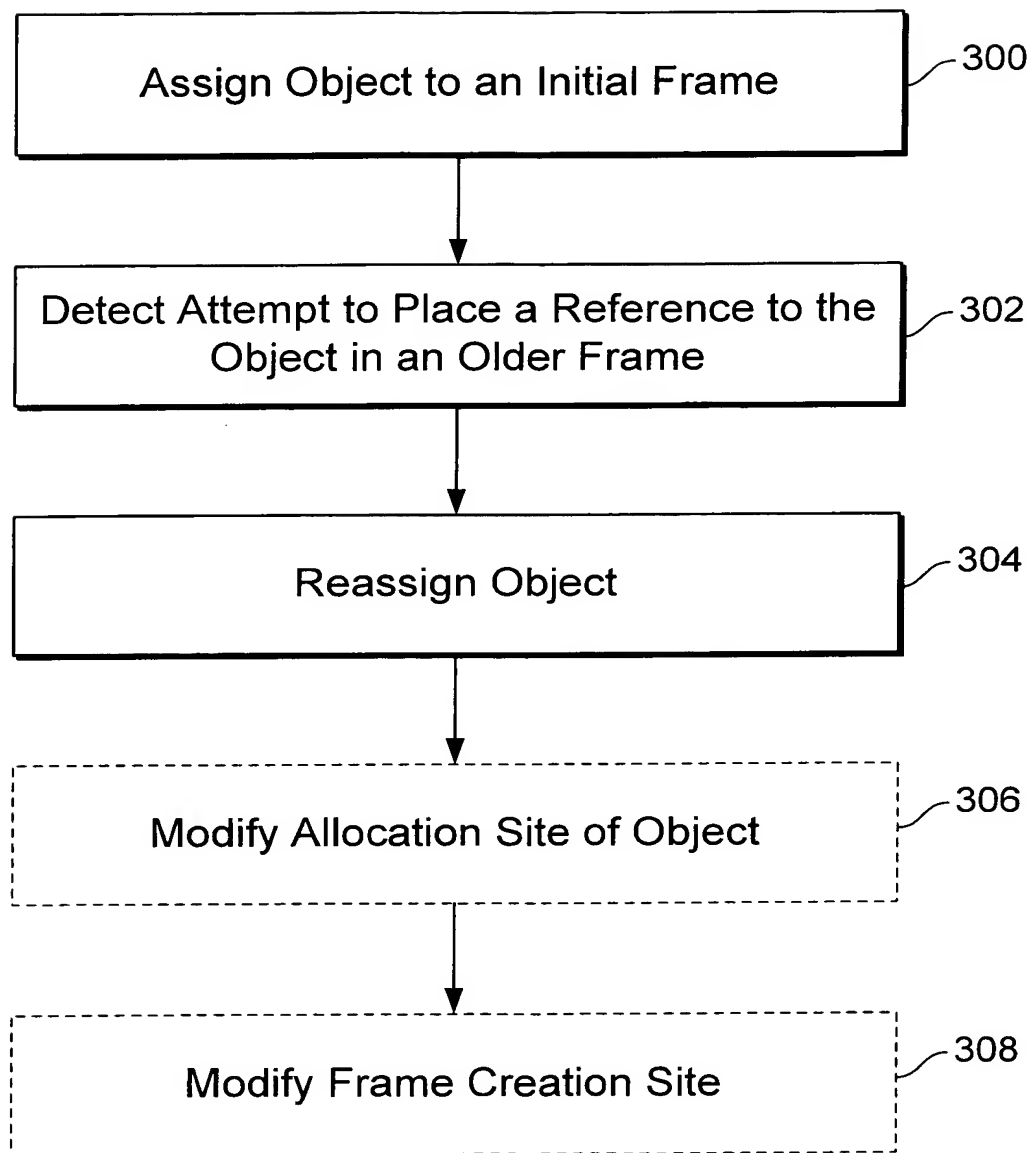 Assign Object to an Initial Frame
300
Detect Attempt to Place a Reference to the
Object in an Older Frame
302
Reassign Object
304
Modify Allocation Site of Object
306
Modify Frame Creation Site
308